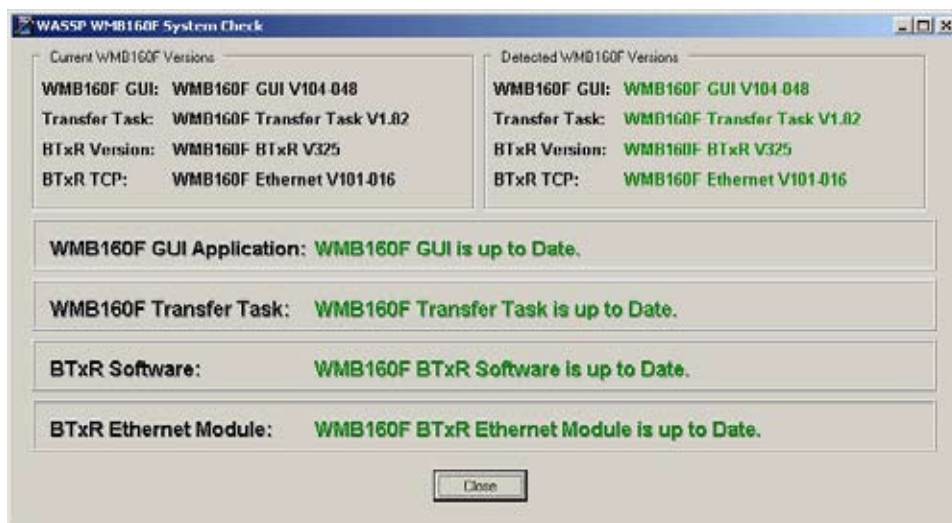 WASSP WMB160F System Check
Current WMB160F Versions
WMB160F GUI: WMB160F GUI V104-048
Transfer Task: WMB160F Transfer Task V1.02
BTxR Version: WMB160F BTxR V325
BTxR TCP: WMB160F Ethernet V101-016
Detected WMB160F Versions
WMB160F GUI: WMB160F GUI V104-048
Transfer Task: WMB160F Transfer Task V1.02
BTxR Version: WMB160F BTxR V325
BTxR TCP: WMB160F Ethernet V101-016
WMB160F GUI Application: WMB160F GUI is up to Date.
WMB160F Transfer Task: WMB160F Transfer Task is up to Date.
BTxR Software: WMB160F BTxR Software is up to Date.
BTxR Ethernet Module: WMB160F BTxR Ethernet Module is up to Date.
Close